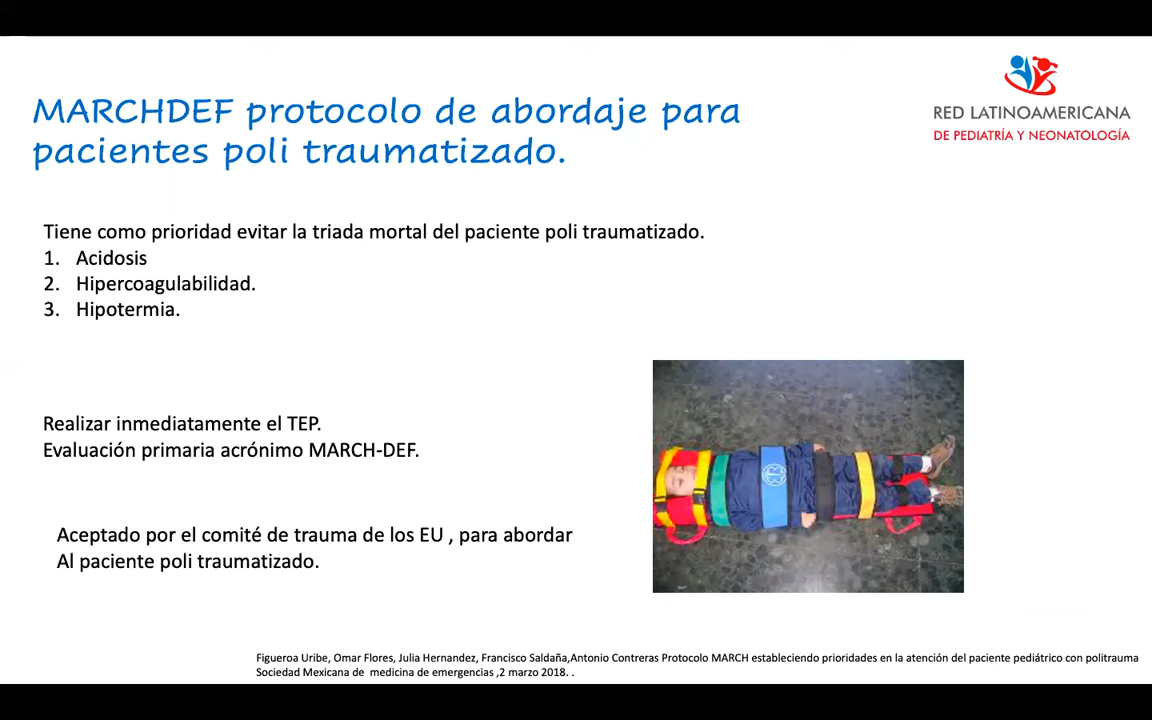 MARCHDEF protocolo de abordaje para
pacientes poli traumatizado.
RED LATINOAMERICANA
DE PEDIATRÍA Y NEONATOLOGÍA
Tiene como prioridad evitar la triada mortal del paciente poli traumatizado.
1. Acidosis
2. Hipercoagulabilidad.
3. Hipotermia.
Realizar inmediatamente el TEP.
Evaluación primaria acrónimo MARCH-DEF.
Aceptado por el comité de trauma de los EU , para abordar
Al paciente poli traumatizado.
Figueroa Uribe, Omar Flores, Julia Hernandez, Francisco Saldaña,Antonio Contreras Protocolo MARCH estableciendo prioridades en la atención del paciente pediátrico con politrauma
Sociedad Mexicana de medicina de emergencias ,2 marzo 2018. .